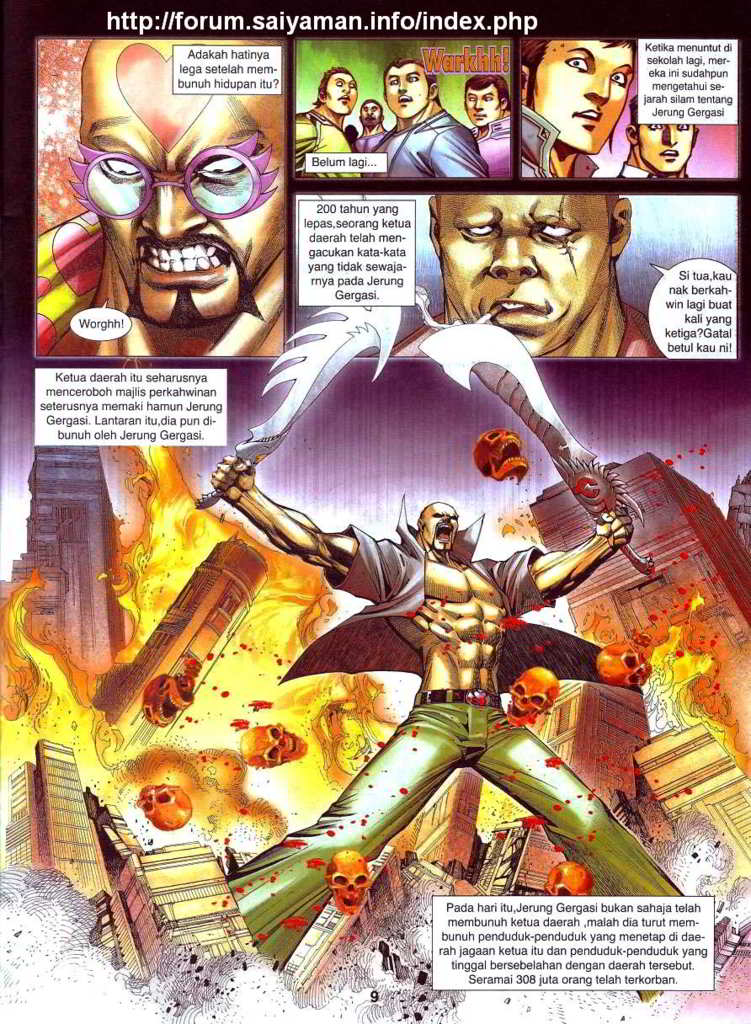 http://forum.saiyaman.info/index.php
Adakah hatinya
lega setelah mem-
bunuh hidupan itu?
Worghh!
Warkhh!
Belum lagi...
Ketika menuntut di
sekolah lagi, mer-
eka ini sudahpun
mengetahui se-
jarah silam tentang
Jerung Gergasi
200 tahun yang
lepas,seorang ketua
daerah telah men-
gacukan kata-kata
yang tidak sewaja-
rnya pada Jerung
Gergasi.
Si tua,kau
nak berkah-
win lagi buat
kali yang
ketiga?Gatal
betul kau ni!
Ketua daerah itu seharusnya
menceroboh majlis perkahwinan
seterusnya memaki hamun Jerung
Gergasi. Lantaran itu,dia pun di-
bunuh oleh Jerung Gergasi.
Pada hari itu,Jerung Gergasi bukan sahaja telah
membunuh ketua daerah ,malah dia turut mem-
bunuh penduduk-penduduk yang menetap di dae-
rah jagaan ketua itu dan penduduk-penduduk yang
tinggal bersebelahan dengan daerah tersebut.
Seramai 308 juta orang telah terkorban.
9